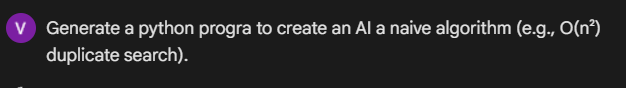 V
Generate a python progra to create an AI a naive algorithm (e.g., O(n²)
duplicate search).